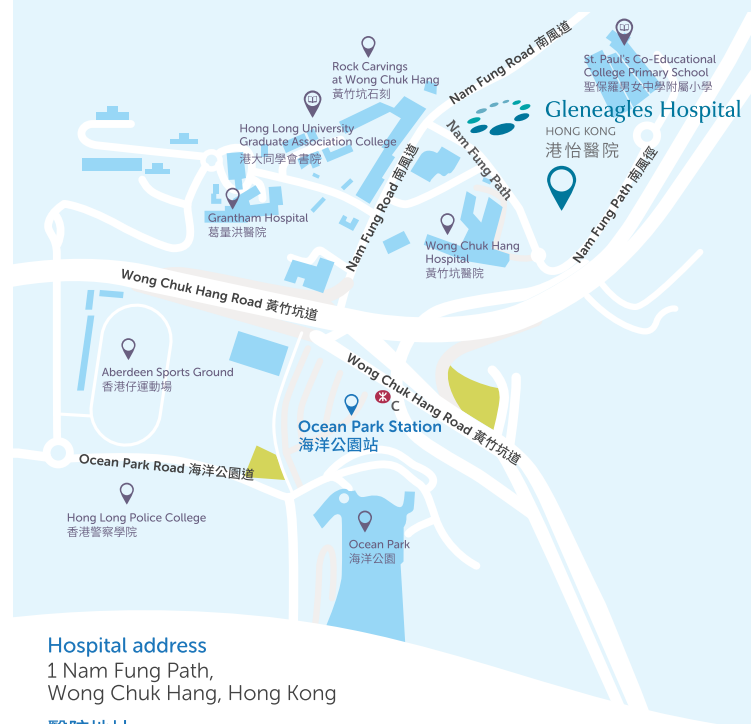 Rock Carvings
at Wong Chuk Hang
黃竹坑石刻
Nam Fung Road 南風道
St. Paul's Co-Educational
College Primary School
聖保羅男女中學附屬小學
Gleneagles Hospital
HONG KONG
港怡醫院
Hong Long University
Graduate Association College
港大同學會書院
Nam Fung Path
Nam Fung Road 南風道
Nam Fung Path 南風徑
Grantham Hospital
葛量洪醫院
Wong Chuk Hang
Hospital
黃竹坑醫院
Wong Chuk Hang Road 黃竹坑道
Aberdeen Sports Ground
香港仔運動場
Wong Chuk Hang Road 黃竹坑道
C
Ocean Park Station
海洋公園站
Ocean Park Road 海洋公園道
Hong Long Police College
香港警察學院
Ocean Park
海洋公園
Hospital address
1 Nam Fung Path,
Wong Chuk Hang, Hong Kong